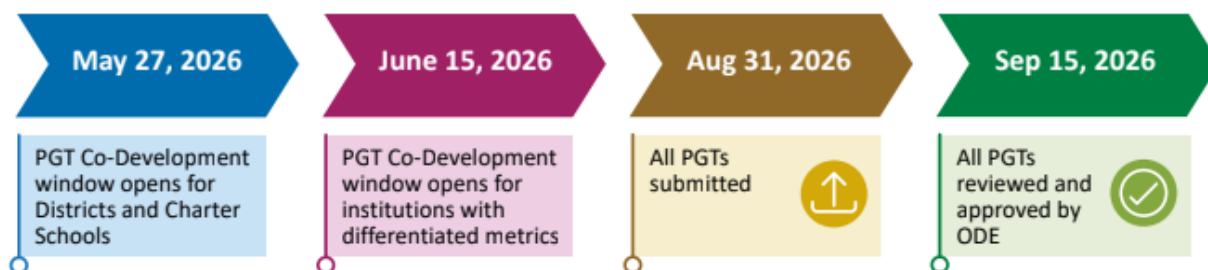 May 27, 2026
PGT Co-Development
window opens for
Districts and Charter
Schools
June 15, 2026
PGT Co-Development
window opens for
institutions with
differentiated metrics
Aug 31, 2026
All PGTs
submitted
Sep 15, 2026
All PGTs
reviewed and
approved by
ODE